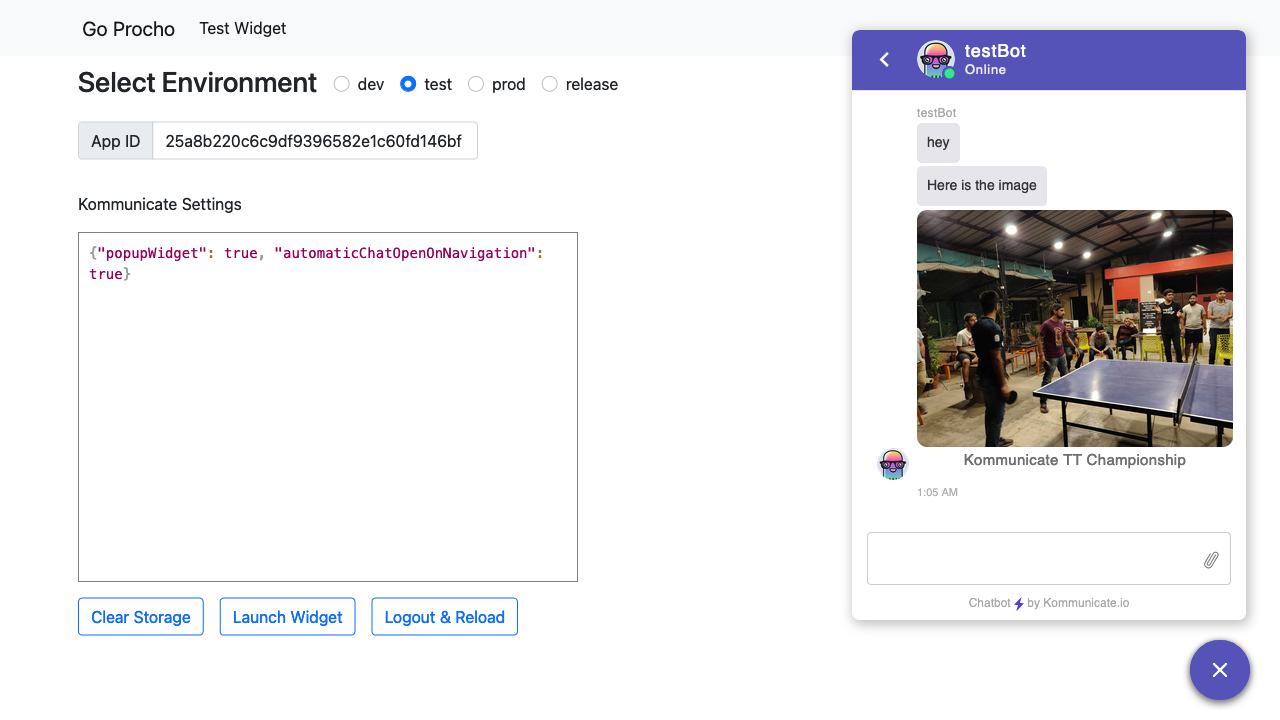 Go Procho Test Widget
Select Environment dev test prod release
App ID 25a8b220c6c9df9396582e1c60fd146bf
Kommunicate Settings
{"popupWidget": true, "automaticChatOpenOnNavigation":
true}
Clear Storage Launch Widget Logout & Reload
testBot
Online
testBot
hey
Here is the image
Kommunicate TT Championship
1:05 AM
Chatbot by Kommunicate.io